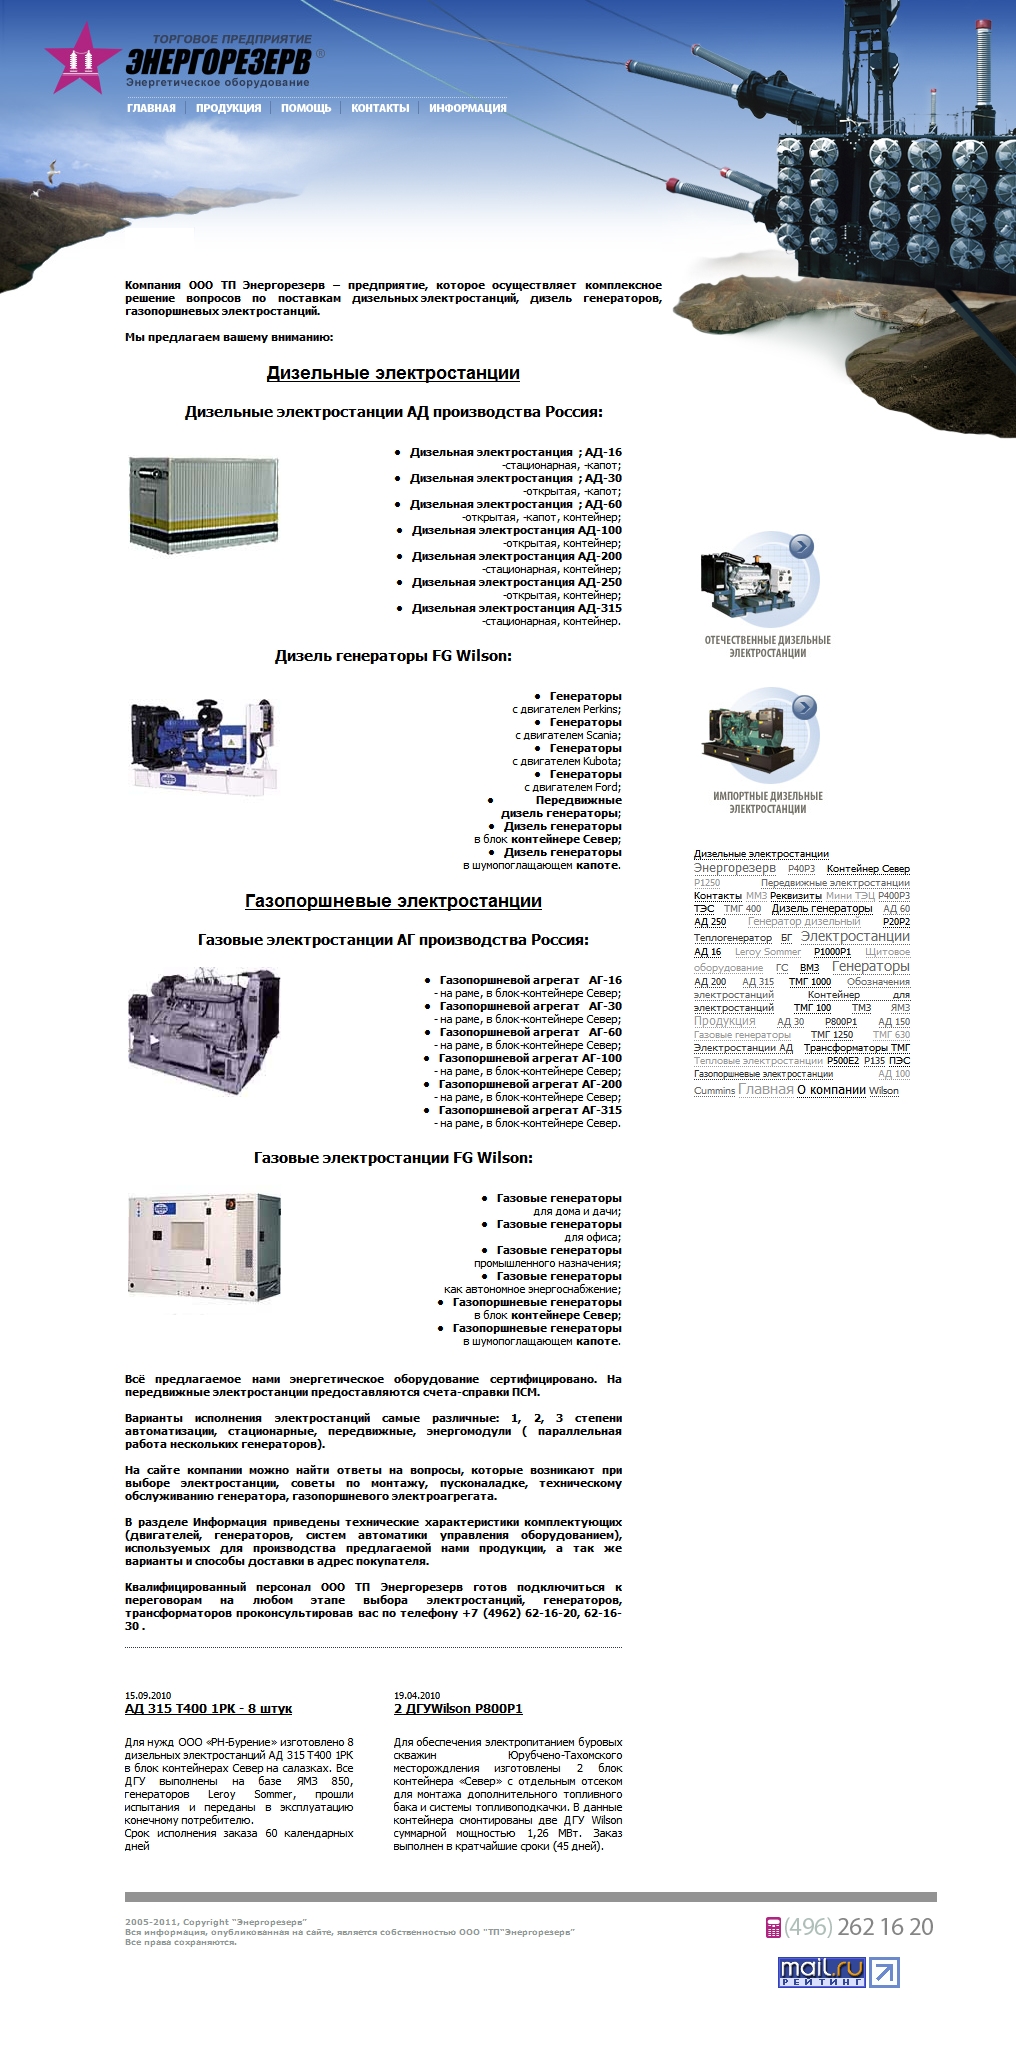 ТОРГОВОЕ ПРЕДПРИЯТИЕ
ЭНЕРГОРЕЗЕРВ ®
Энергетическое оборудование
ГЛАВНАЯ ПРОДУКЦИЯ ПОМОЩЬ КОНТАКТЫ ИНФОРМАЦИЯ
Компания ООО ТП Энергорезерв – предприятие, которое осуществляет комплексное
решение вопросов по поставкам дизельных электростанций, дизель генераторов,
газопоршневых электростанций.
Мы предлагаем вашему вниманию:
Дизельные электростанции
Дизельные электростанции АД производства Россия:
• Дизельная электростанция ; АД-16
-стационарная, -капот;
• Дизельная электростанция ; АД-30
-открытая, -капот;
• Дизельная электростанция ; АД-60
-открытая, -капот, контейнер;
• Дизельная электростанция АД-100
-открытая, контейнер;
• Дизельная электростанция АД-200
-стационарная, контейнер;
• Дизельная электростанция АД-250
-открытая, контейнер;
• Дизельная электростанция АД-315
-стационарная, контейнер.
Дизель генераторы FG Wilson:
• Генераторы
с двигателем Perkins;
• Генераторы
с двигателем Scania;
• Генераторы
с двигателем Kubota;
• Генераторы
с двигателем Ford;
• Передвижные
дизель генераторы;
• Дизель генераторы
в блок контейнере Север;
• Дизель генераторы
в шумопоглащающем капоте.
Газопоршневые электростанции
Газовые электростанции АГ производства Россия:
• Газопоршневой агрегат АГ-16
- на раме, в блок-контейнере Север;
• Газопоршневой агрегат АГ-30
- на раме, в блок-контейнере Север;
• Газопоршневой агрегат АГ-60
- на раме, в блок-контейнере Север;
• Газопоршневой агрегат АГ-100
- на раме, в блок-контейнере Север;
• Газопоршневой агрегат АГ-200
- на раме, в блок-контейнере Север;
• Газопоршневой агрегат АГ-315
- на раме, в блок-контейнере Север.
Газовые электростанции FG Wilson:
• Газовые генераторы
для дома и дачи;
• Газовые генераторы
для офиса;
• Газовые генераторы
промышленного назначения;
• Газовые генераторы
как автономное энергоснабжение;
• Газопоршневые генераторы
в блок контейнере Север;
• Газопоршневые генераторы
в шумопоглащающем капоте.
Всё предлагаемое нами энергетическое оборудование сертифицировано. На
передвижные электростанции предоставляются счета-справки ПСМ.
Варианты исполнения электростанций самые различные: 1, 2, 3 степени
автоматизации, стационарные, передвижные, энергомодули ( параллельная
работа нескольких генераторов).
На сайте компании можно найти ответы на вопросы, которые возникают при
выборе электростанции, советы по монтажу, пусконаладке, техническому
обслуживанию генератора, газопоршневого электроагрегата.
В разделе Информация приведены технические характеристики комплектующих
(двигателей, генераторов, систем автоматики управления оборудованием),
используемых для производства предлагаемой нами продукции, а так же
варианты и способы доставки в адрес покупателя.
Квалифицированный персонал ООО ТП Энергорезерв готов подключиться к
переговорам на любом этапе выбора электростанций, генераторов,
трансформаторов проконсультировав вас по телефону +7 (4962) 62-16-20, 62-16-
30 .
ОТЕЧЕСТВЕННЫЕ ДИЗЕЛЬНЫЕ
ЭЛЕКТРОСТАНЦИИ
ИМПОРТНЫЕ ДИЗЕЛЬНЫЕ
ЭЛЕКТРОСТАНЦИИ
Дизельные электростанции
Энергорезерв P40P3 Контейнер Север
P1250 Передвижные электростанции
Контакты ММЗ Реквизиты Мини ТЭЦ P400P3
ТЭС ТМГ 400 Дизель генераторы АД 60
АД 250 Генератор дизельный P20P2
Теплогенератор БГ Электростанции
АД 16 Leroy Sommer P1000P1 Щитовое
оборудование ГС ВМЗ Генераторы
АД 200 АД 315 ТМГ 1000 Обозначения
электростанций Контейнер для
электростанций ТМГ 100 ТМЗ ЯМЗ
Продукция АД 30 P800P1 АД 150
Газовые генераторы ТМГ 1250 ТМГ 630
Электростанции АД Трансформаторы ТМГ
Тепловые электростанции P500E2 P135 ПЭС
Газопоршневые электростанции АД 100
Cummins Главная О компании Wilson
15.09.2010
АД 315 Т400 1РК - 8 штук
Для нужд ООО «РН-Бурение» изготовлено 8
дизельных электростанций АД 315 Т400 1РК
в блок контейнерах Север на салазках. Все
ДГУ выполнены на базе ЯМЗ 850,
генераторов Leroy Sommer, прошли
испытания и переданы в эксплуатацию
конечному потребителю.
Срок исполнения заказа 60 календарных
дней
19.04.2010
2 ДГУWilson P800P1
Для обеспечения электропитанием буровых
скважин Юрубчено-Тахомского
месторождления изготовлены 2 блок
контейнера «Север» с отдельным отсеком
для монтажа дополнительного топливного
бака и системы топливоподкачки. В данные
контейнера смонтированы две ДГУ Wilson
суммарной мощностью 1,26 МВт. Заказ
выполнен в кратчайшие сроки (45 дней).
2005-2011, Copyright "Энергорезерв"
Вся информация, опубликованная на сайте, является собственностью ООО "ТП"Энергорезерв"
Все права сохраняются.
(496) 262 16 20
mail.ru
РЕЙТИНГ